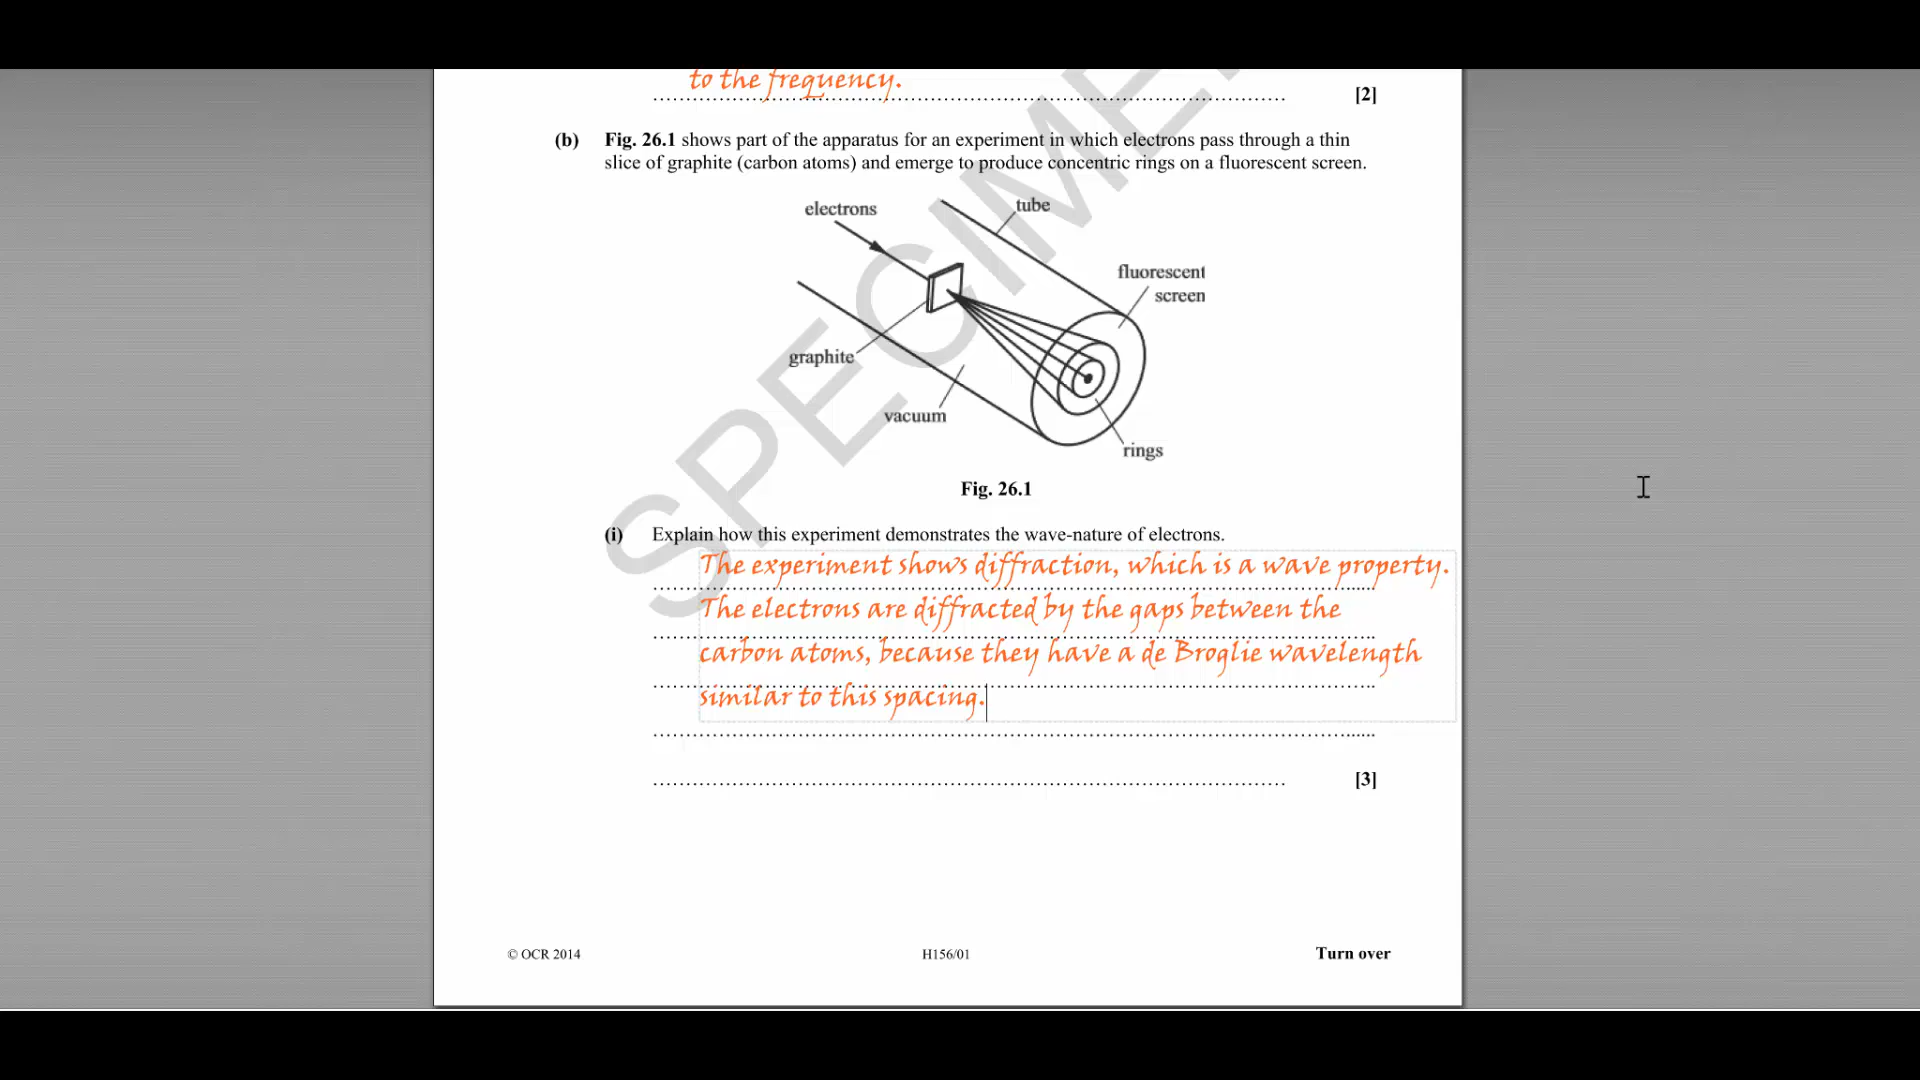 to the frequency.
................................................................................................ [2]
(b) Fig. 26.1 shows part of the apparatus for an experiment in which electrons pass through a thin
slice of graphite (carbon atoms) and emerge to produce concentric rings on a fluorescent screen.
electrons
tube
fluorescent
screen
graphite
vacuum
rings
Fig. 26.1
(i) Explain how this experiment demonstrates the wave-nature of electrons.
The experiment shows diffraction, which is a wave property.
The electrons are diffracted by the gaps between the
carbon atoms, because they have a de Broglie wavelength
similar to this spacing.
................................................................................................ [3]
© OCR 2014 H156/01 Turn over
SPECIMEN